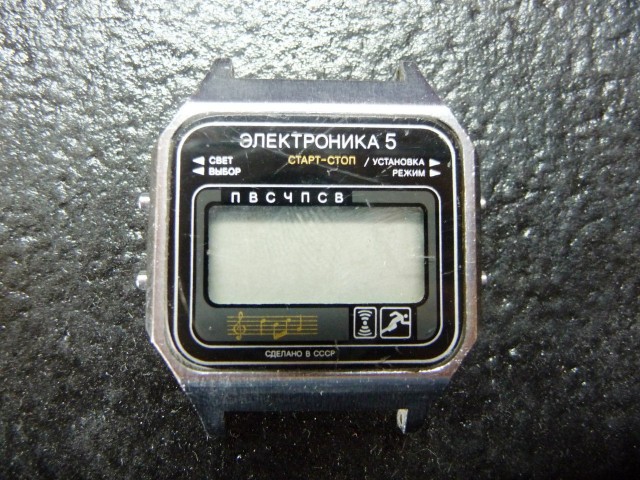 ЭЛЕКТРОНИКА 5
СВЕТ СТАРТ-СТОП / УСТАНОВКА
ВЫБОР РЕЖИМ
П В С Ч П С В
СДЕЛАНО В СССР